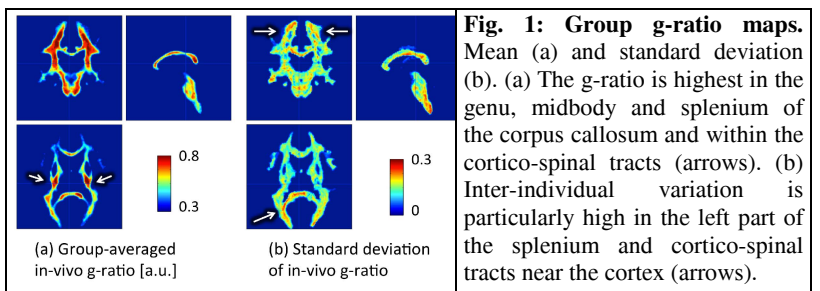 0.8
0.3
0.3
0
(a) Group-averaged
in-vivo g-ratio [a.u.]
(b) Standard deviation
of in-vivo g-ratio
Fig. 1: Group g-ratio maps.
Mean (a) and standard deviation
(b). (a) The g-ratio is highest in the
genu, midbody and splenium of
the corpus callosum and within the
cortico-spinal tracts (arrows). (b)
Inter-individual variation is
particularly high in the left part of
the splenium and cortico-spinal
tracts near the cortex (arrows).